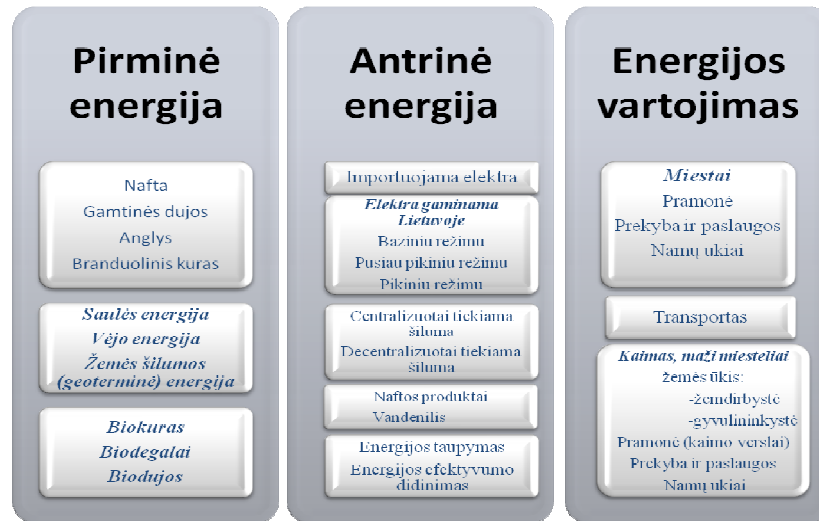 Pirminė
energija
Nafta
Gamtinės dujos
Anglys
Branduolinis kuras
Saulės energija
Vėjo energija
Žemės šilumos
(geoterminė) energija
Biokuras
Biodegalai
Biodujos
Antrinė
energija
Importuojama elektra
Elektra gaminama
Lietuvoje
Baziniu režimu
Pusiau pikiniu režimu
Pikiniu režimu
Centralizuotai tiekiama
šiluma
Decentralizuotai tiekiama
šiluma
Naftos produktai
Vandenilis
Energijos taupymas
Energijos efektyvumo
didinimas
Energijos
vartojimas
Miestai
Pramonė
Prekyba ir paslaugos
Namų ukiai
Transportas
Kaimas, maži miesteliai
žemės ūkis:
-žemdirbystė
-gyvulininkystė
Pramonė (kaimo verslai)
Prekyba ir paslaugos
Namų ukiai